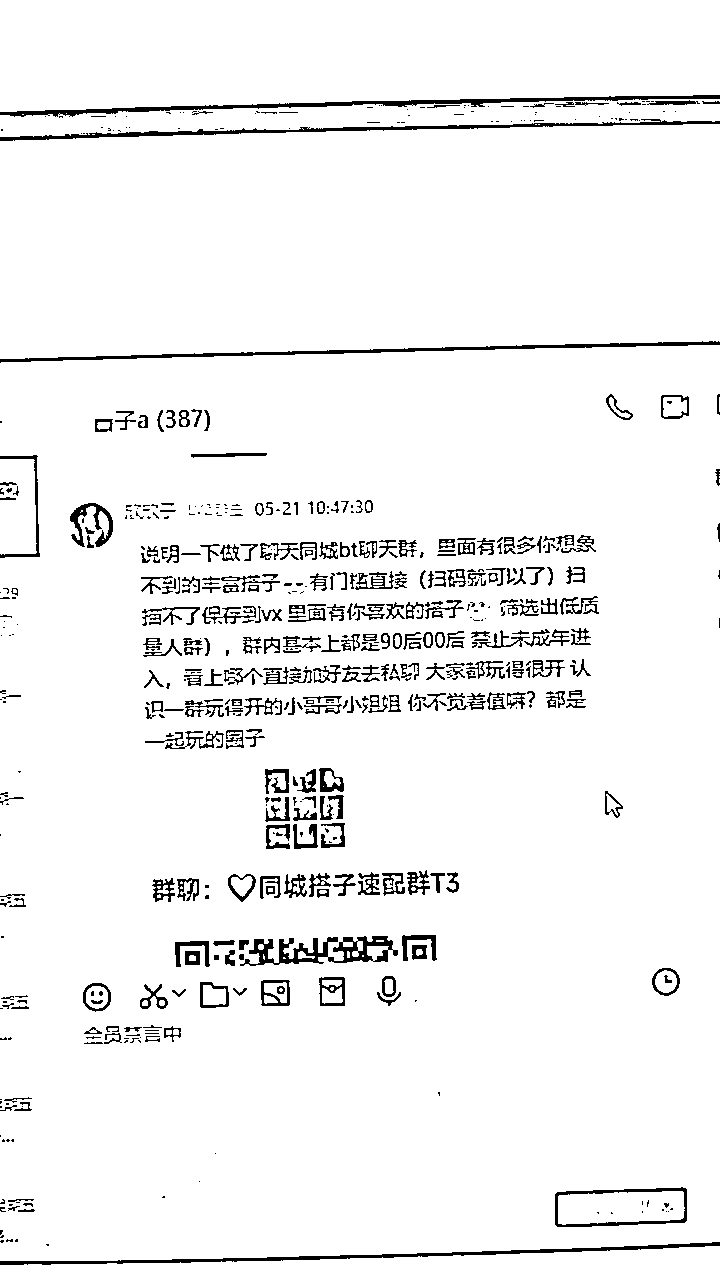 子a (387)
05-21 10:47:30
说明一下做了聊天同城bt聊天群，里面有很多你想象
不到的丰富搭子
有门槛直接（扫码就可以了）扫
描不了保存到vx 里面有你喜欢的搭子
筛选出低质
量人群），群内基本上都是90后00后 禁止未成年进
入，看上哪个直接加好友去私聊 大家都玩得很开 认
识一群玩得开的小哥哥小姐姐 你不觉着值嘛？都是
一起玩的圈子
群聊：♡同城搭子速配群T3
全员禁言中